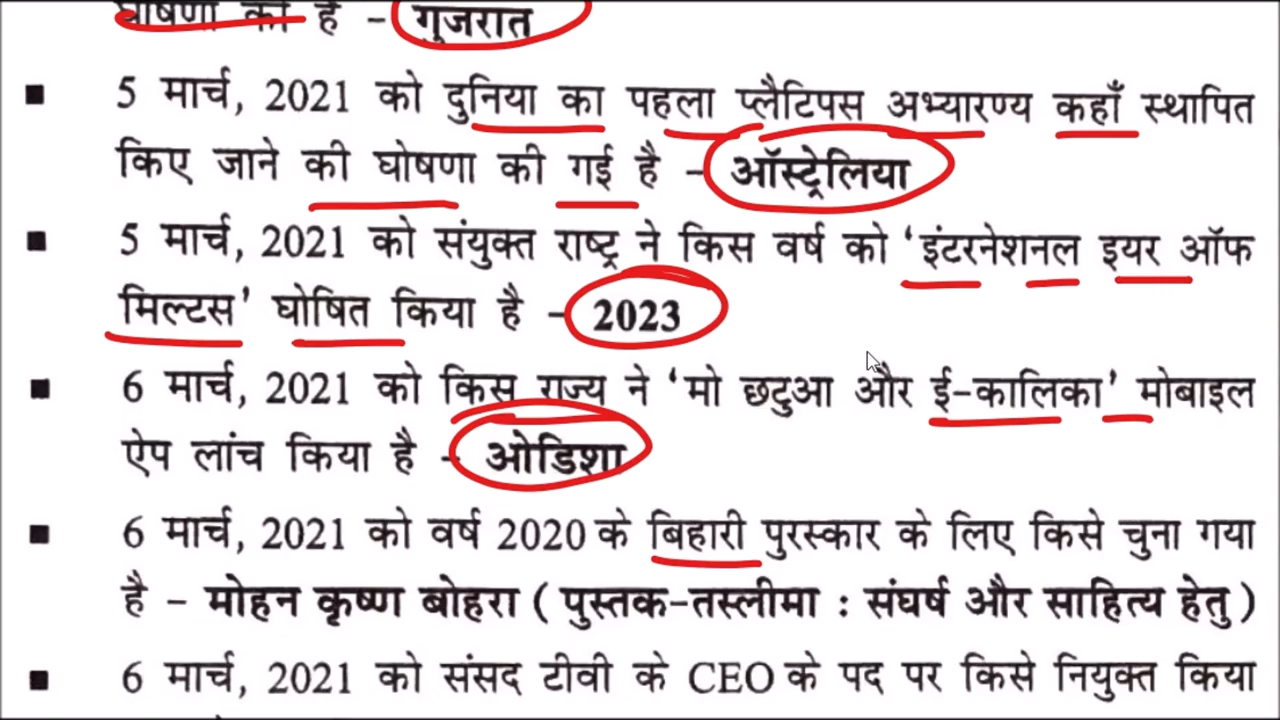 घोषणा की है – गुजरात
▪ 5 मार्च, 2021 को दुनिया का पहला प्लैटिपस अभ्यारण्य कहाँ स्थापित
किए जाने की घोषणा की गई है – ऑस्ट्रेलिया
▪ 5 मार्च, 2021 को संयुक्त राष्ट्र ने किस वर्ष को ‘इंटरनेशनल इयर ऑफ
मिल्टस’ घोषित किया है – 2023
▪ 6 मार्च, 2021 को किस राज्य ने ‘मो छटुआ और ई-कालिका’ मोबाइल
ऐप लांच किया है – ओडिशा
▪ 6 मार्च, 2021 को वर्ष 2020 के बिहारी पुरस्कार के लिए किसे चुना गया
है – मोहन कृष्ण बोहरा ( पुस्तक-तस्लीमा : संघर्ष और साहित्य हेतु )
▪ 6 मार्च, 2021 को संसद टीवी के CEO के पद पर किसे नियुक्त किया